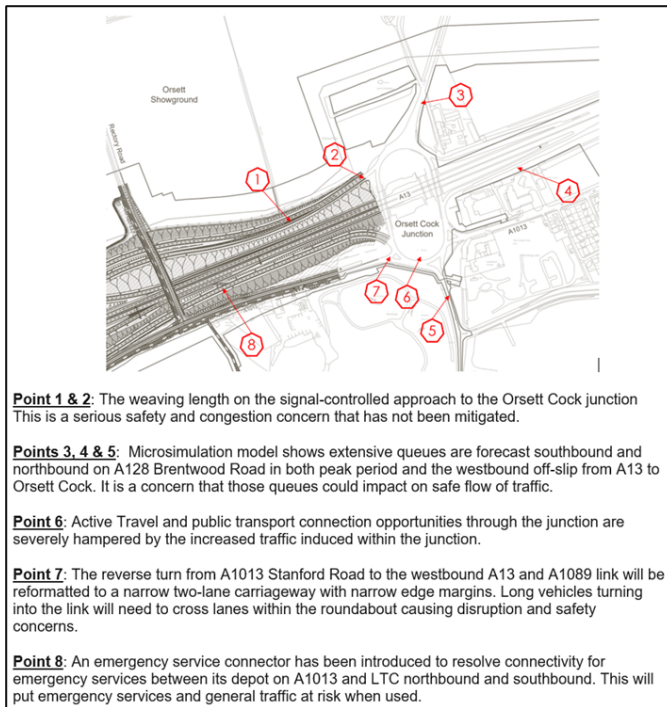 Orsett
Showground
Rectory Road
3
2
1
A13
4
Orsett Cock
Junction
A1013
7
6
5
8
Point 1 & 2: The weaving length on the signal-controlled approach to the Orsett Cock junction
This is a serious safety and congestion concern that has not been mitigated.
Points 3, 4 & 5: Microsimulation model shows extensive queues are forecast southbound and
northbound on A128 Brentwood Road in both peak period and the westbound off-slip from A13 to
Orsett Cock. It is a concern that those queues could impact on safe flow of traffic.
Point 6: Active Travel and public transport connection opportunities through the junction are
severely hampered by the increased traffic induced within the junction.
Point 7: The reverse turn from A1013 Stanford Road to the westbound A13 and A1089 link will be
reformatted to a narrow two-lane carriageway with narrow edge margins. Long vehicles turning
into the link will need to cross lanes within the roundabout causing disruption and safety
concerns.
Point 8: An emergency service connector has been introduced to resolve connectivity for
emergency services between its depot on A1013 and LTC northbound and southbound. This will
put emergency services and general traffic at risk when used.